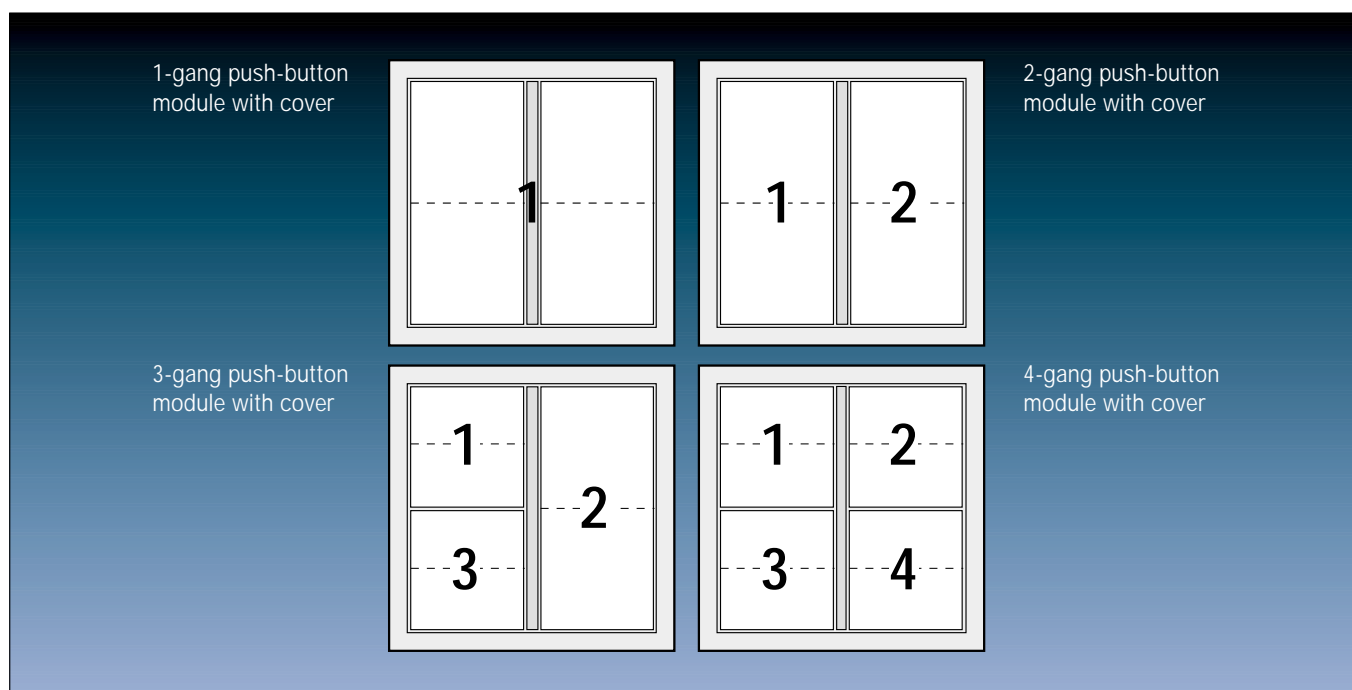 1-gang push-button
module with cover
1
1 2
2-gang push-button
module with cover
3-gang push-button
module with cover
1
2
3
1 2
3 4
4-gang push-button
module with cover